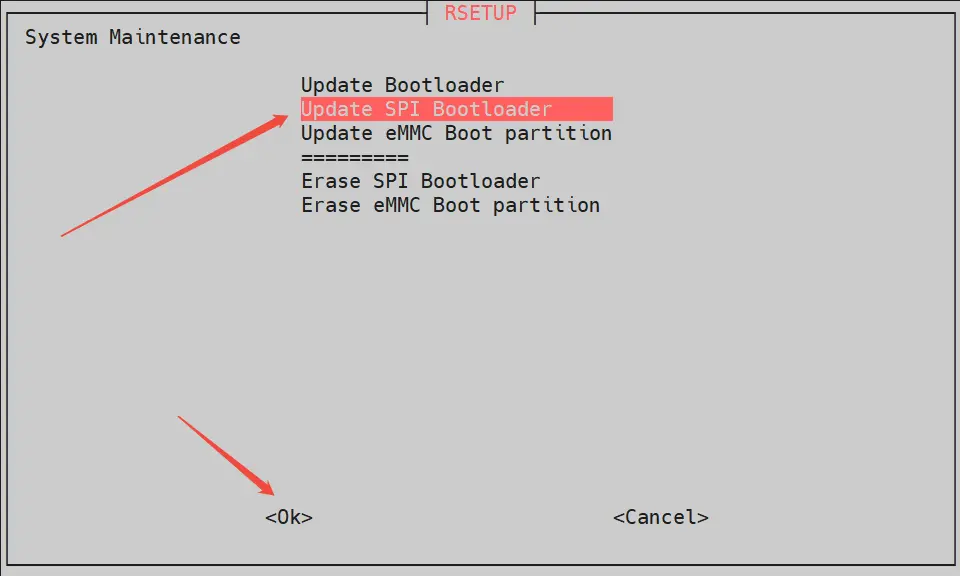 RSETUP
System Maintenance
Update Bootloader
Update SPI Bootloader
Update eMMC Boot partition
=========
Erase SPI Bootloader
Erase eMMC Boot partition
<Ok> <Cancel>